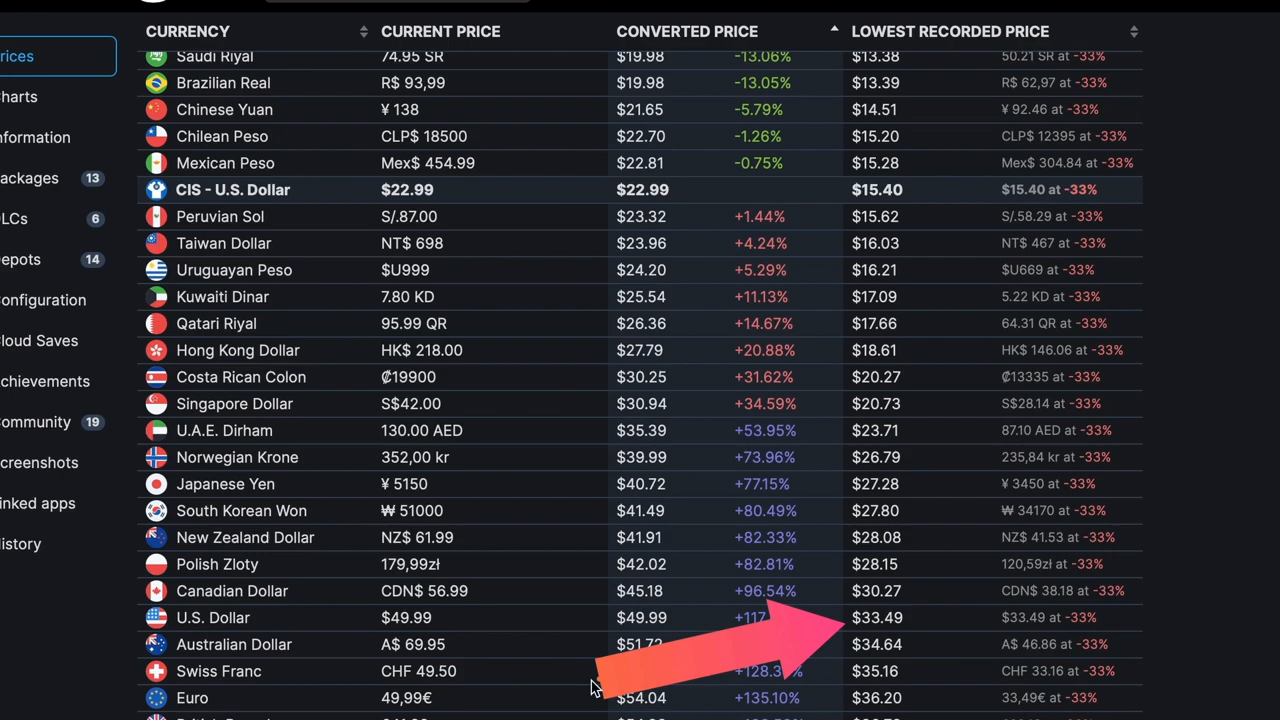 CURRENCY CURRENT PRICE CONVERTED PRICE LOWEST RECORDED PRICE
rices
Saudi Riyal 74.95 SR $19.98 -13.06% $13.38 50.21 SR at -33%
Brazilian Real R$ 93,99 $19.98 -13.05% $13.39 R$ 62,97 at -33%
harts
Chinese Yuan ¥ 138 $21.65 -5.79% $14.51 ¥ 92.46 at -33%
nformation
Chilean Peso CLP$ 18500 $22.70 -1.26% $15.20 CLP$ 12395 at -33%
Mexican Peso Mex$ 454.99 $22.81 -0.75% $15.28 Mex$ 304.84 at -33%
ackages 13
CIS - U.S. Dollar $22.99 $22.99 $15.40 $15.40 at -33%
LCs 6
Peruvian Sol S/.87.00 $23.32 +1.44% $15.62 S/.58.29 at -33%
Taiwan Dollar NT$ 698 $23.96 +4.24% $16.03 NT$ 467 at -33%
epots 14
Uruguayan Peso $U999 $24.20 +5.29% $16.21 $U669 at -33%
onfiguration
Kuwaiti Dinar 7.80 KD $25.54 +11.13% $17.09 5.22 KD at -33%
Qatari Riyal 95.99 QR $26.36 +14.67% $17.66 64.31 QR at -33%
loud Saves
Hong Kong Dollar HK$ 218.00 $27.79 +20.88% $18.61 HK$ 146.06 at -33%
chievements
Costa Rican Colon ₡19900 $30.25 +31.62% $20.27 ₡13335 at -33%
Singapore Dollar S$42.00 $30.94 +34.59% $20.73 S$28.14 at -33%
ommunity 19
U.A.E. Dirham 130.00 AED $35.39 +53.95% $23.71 87.10 AED at -33%
Norwegian Krone 352,00 kr $39.99 +73.96% $26.79 235,84 kr at -33%
creenshots
Japanese Yen ¥ 5150 $40.72 +77.15% $27.28 ¥ 3450 at -33%
inked apps
South Korean Won ₩ 51000 $41.49 +80.49% $27.80 ₩ 34170 at -33%
New Zealand Dollar NZ$ 61.99 $41.91 +82.33% $28.08 NZ$ 41.53 at -33%
istory
Polish Zloty 179,99zł $42.02 +82.81% $28.15 120,59zł at -33%
Canadian Dollar CDN$ 56.99 $45.18 +96.54% $30.27 CDN$ 38.18 at -33%
U.S. Dollar $49.99 $49.99 +117 $33.49 $33.49 at -33%
Australian Dollar A$ 69.95 $51.72 $34.64 A$ 46.86 at -33%
Swiss Franc CHF 49.50 $35.16 CHF 33.16 at -33%
Euro 49,99€ $54.04 +135.10% $36.20 33,49€ at -33%